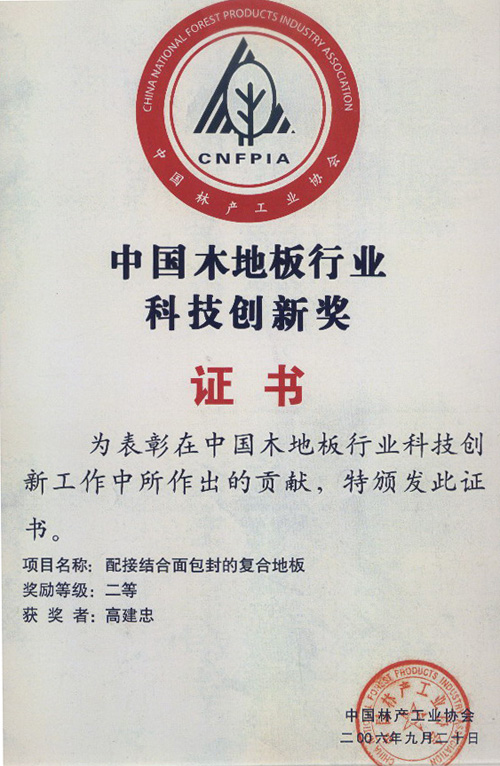 CHINA NATIONAL FOREST PRODUCTS INDUSTRY ASSOCIATION
CNFPIA
中国林产工业协会
中国木地板行业
科技创新奖
证书
为表彰在中国木地板行业科技创
新工作中所作出的贡献，特颁发此证
书。
项目名称：配接结合面包封的复合地板
奖励等级：二等
获奖者：高建忠
中国林产工业协会
二00六年九月二十日